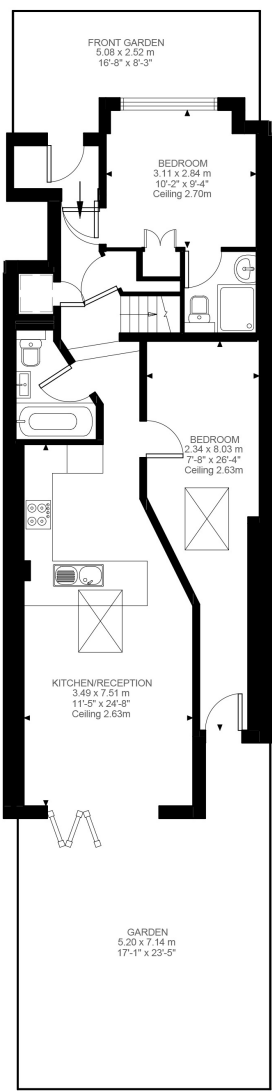 FRONT GARDEN
5.08 x 2.52 m
16'-8" x 8'-3"
BEDROOM
3.11 x 2.84 m
10'-2" x 9'-4"
Ceiling 2.70m
BEDROOM
2.34 x 8.03 m
7'-8" x 26'-4"
Ceiling 2.63m
KITCHEN/RECEPTION
3.49 x 7.51 m
11'-5" x 24'-8"
Ceiling 2.63m
GARDEN
5.20 x 7.14 m
17'-1" x 23'-5"